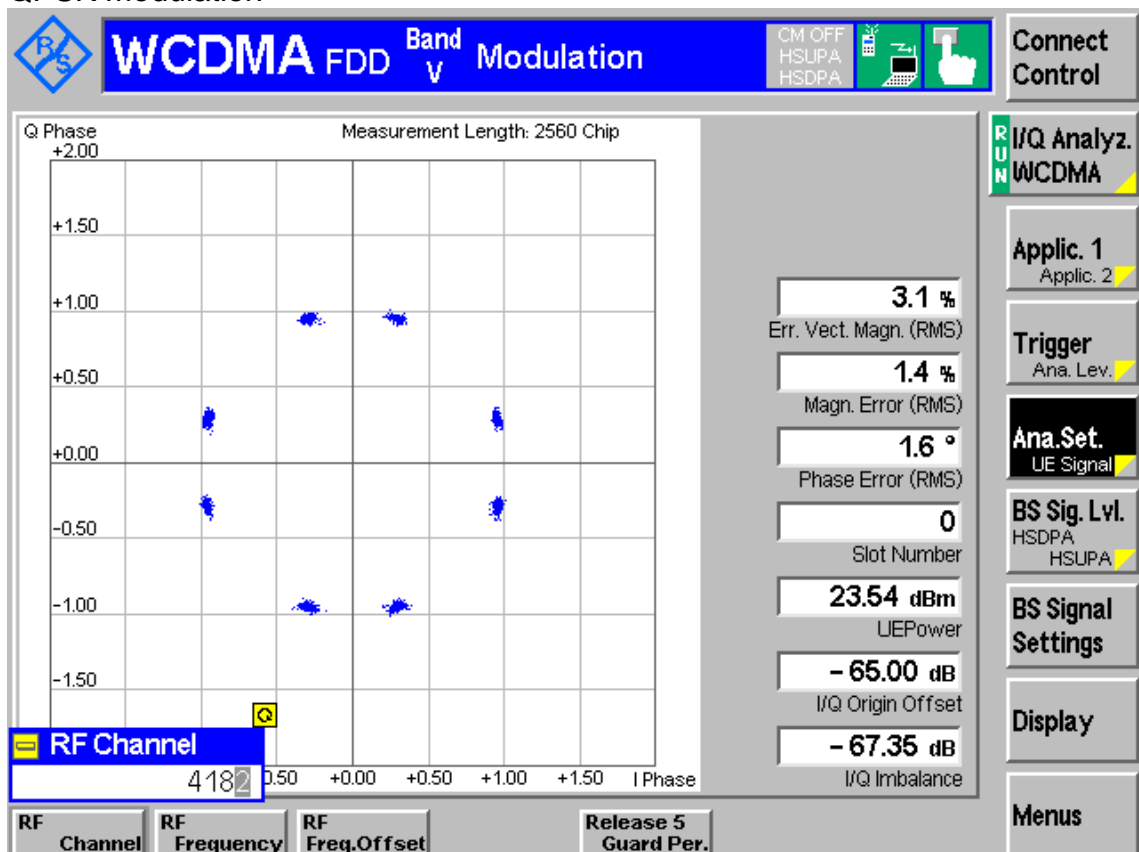 R&S
WCDMA FDD Band V Modulation
CM OFF
HSUPA
HSDPA
Connect Control
Q Phase
Measurement Length: 2560 Chip
+2.00
+1.50
+1.00
+0.50
+0.00
-0.50
-1.00
-1.50
Q
RF Channel
4182
0.50 +0.00 +0.50 +1.00 +1.50 I Phase
3.1 %
Err. Vect. Magn. (RMS)
1.4 %
Magn. Error (RMS)
1.6 °
Phase Error (RMS)
0
Slot Number
23.54 dBm
UEPower
-65.00 dB
I/Q Origin Offset
-67.35 dB
I/Q Imbalance
RUN
I/Q Analyz.
WCDMA
Applic. 1
Applic. 2
Trigger
Ana. Lev.
Ana.Set.
UE Signal
BS Sig. Lvl.
HSDPA
HSUPA
BS Signal
Settings
Display
Menus
RF Channel
RF Frequency
RF Freq.Offset
Release 5 Guard Per.